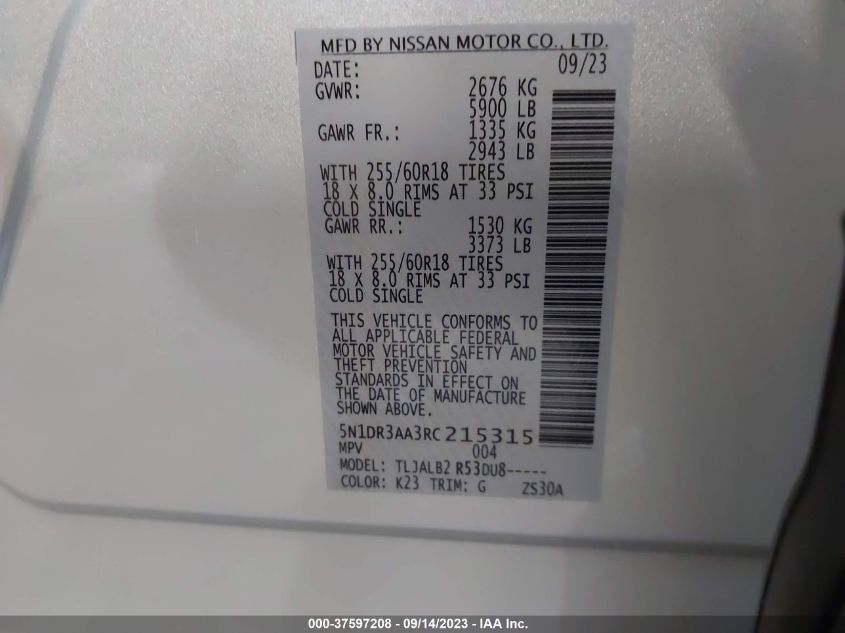 MFD BY NISSAN MOTOR CO., LTD.
DATE: 09/23
GVWR: 2676 KG
5900 LB
GAWR FR.: 1335 KG
2943 LB
WITH 255/60R18 TIRES
18 X 8.0 RIMS AT 33 PSI
COLD SINGLE
GAWR RR.: 1530 KG
3373 LB
WITH 255/60R18 TIRES
18 X 8.0 RIMS AT 33 PSI
COLD SINGLE
THIS VEHICLE CONFORMS TO
ALL APPLICABLE FEDERAL
MOTOR VEHICLE SAFETY AND
THEFT PREVENTION
STANDARDS IN EFFECT ON
THE DATE OF MANUFACTURE
SHOWN ABOVE.
5N1DR3AA3RC215315
MPV 004
MODEL: TLJALB2 R53DU8-----
COLOR: K23 TRIM: G ZS30A
000-37597208 - 09/14/2023 - IAA Inc.